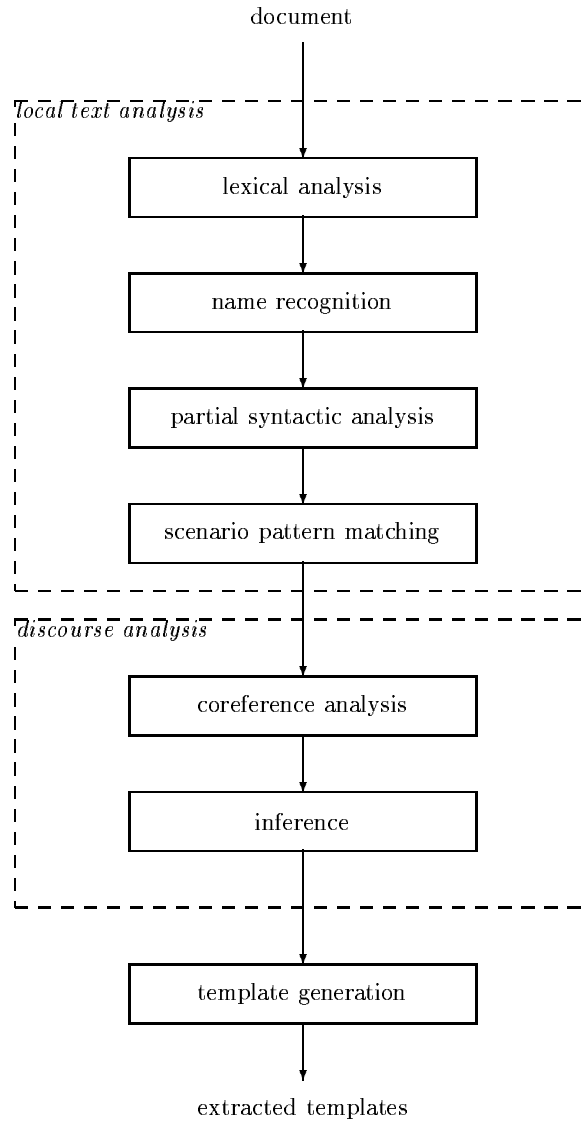 document
local text analysis
lexical analysis
name recognition
partial syntactic analysis
scenario pattern matching
discourse analysis
coreference analysis
inference
template generation
extracted templates